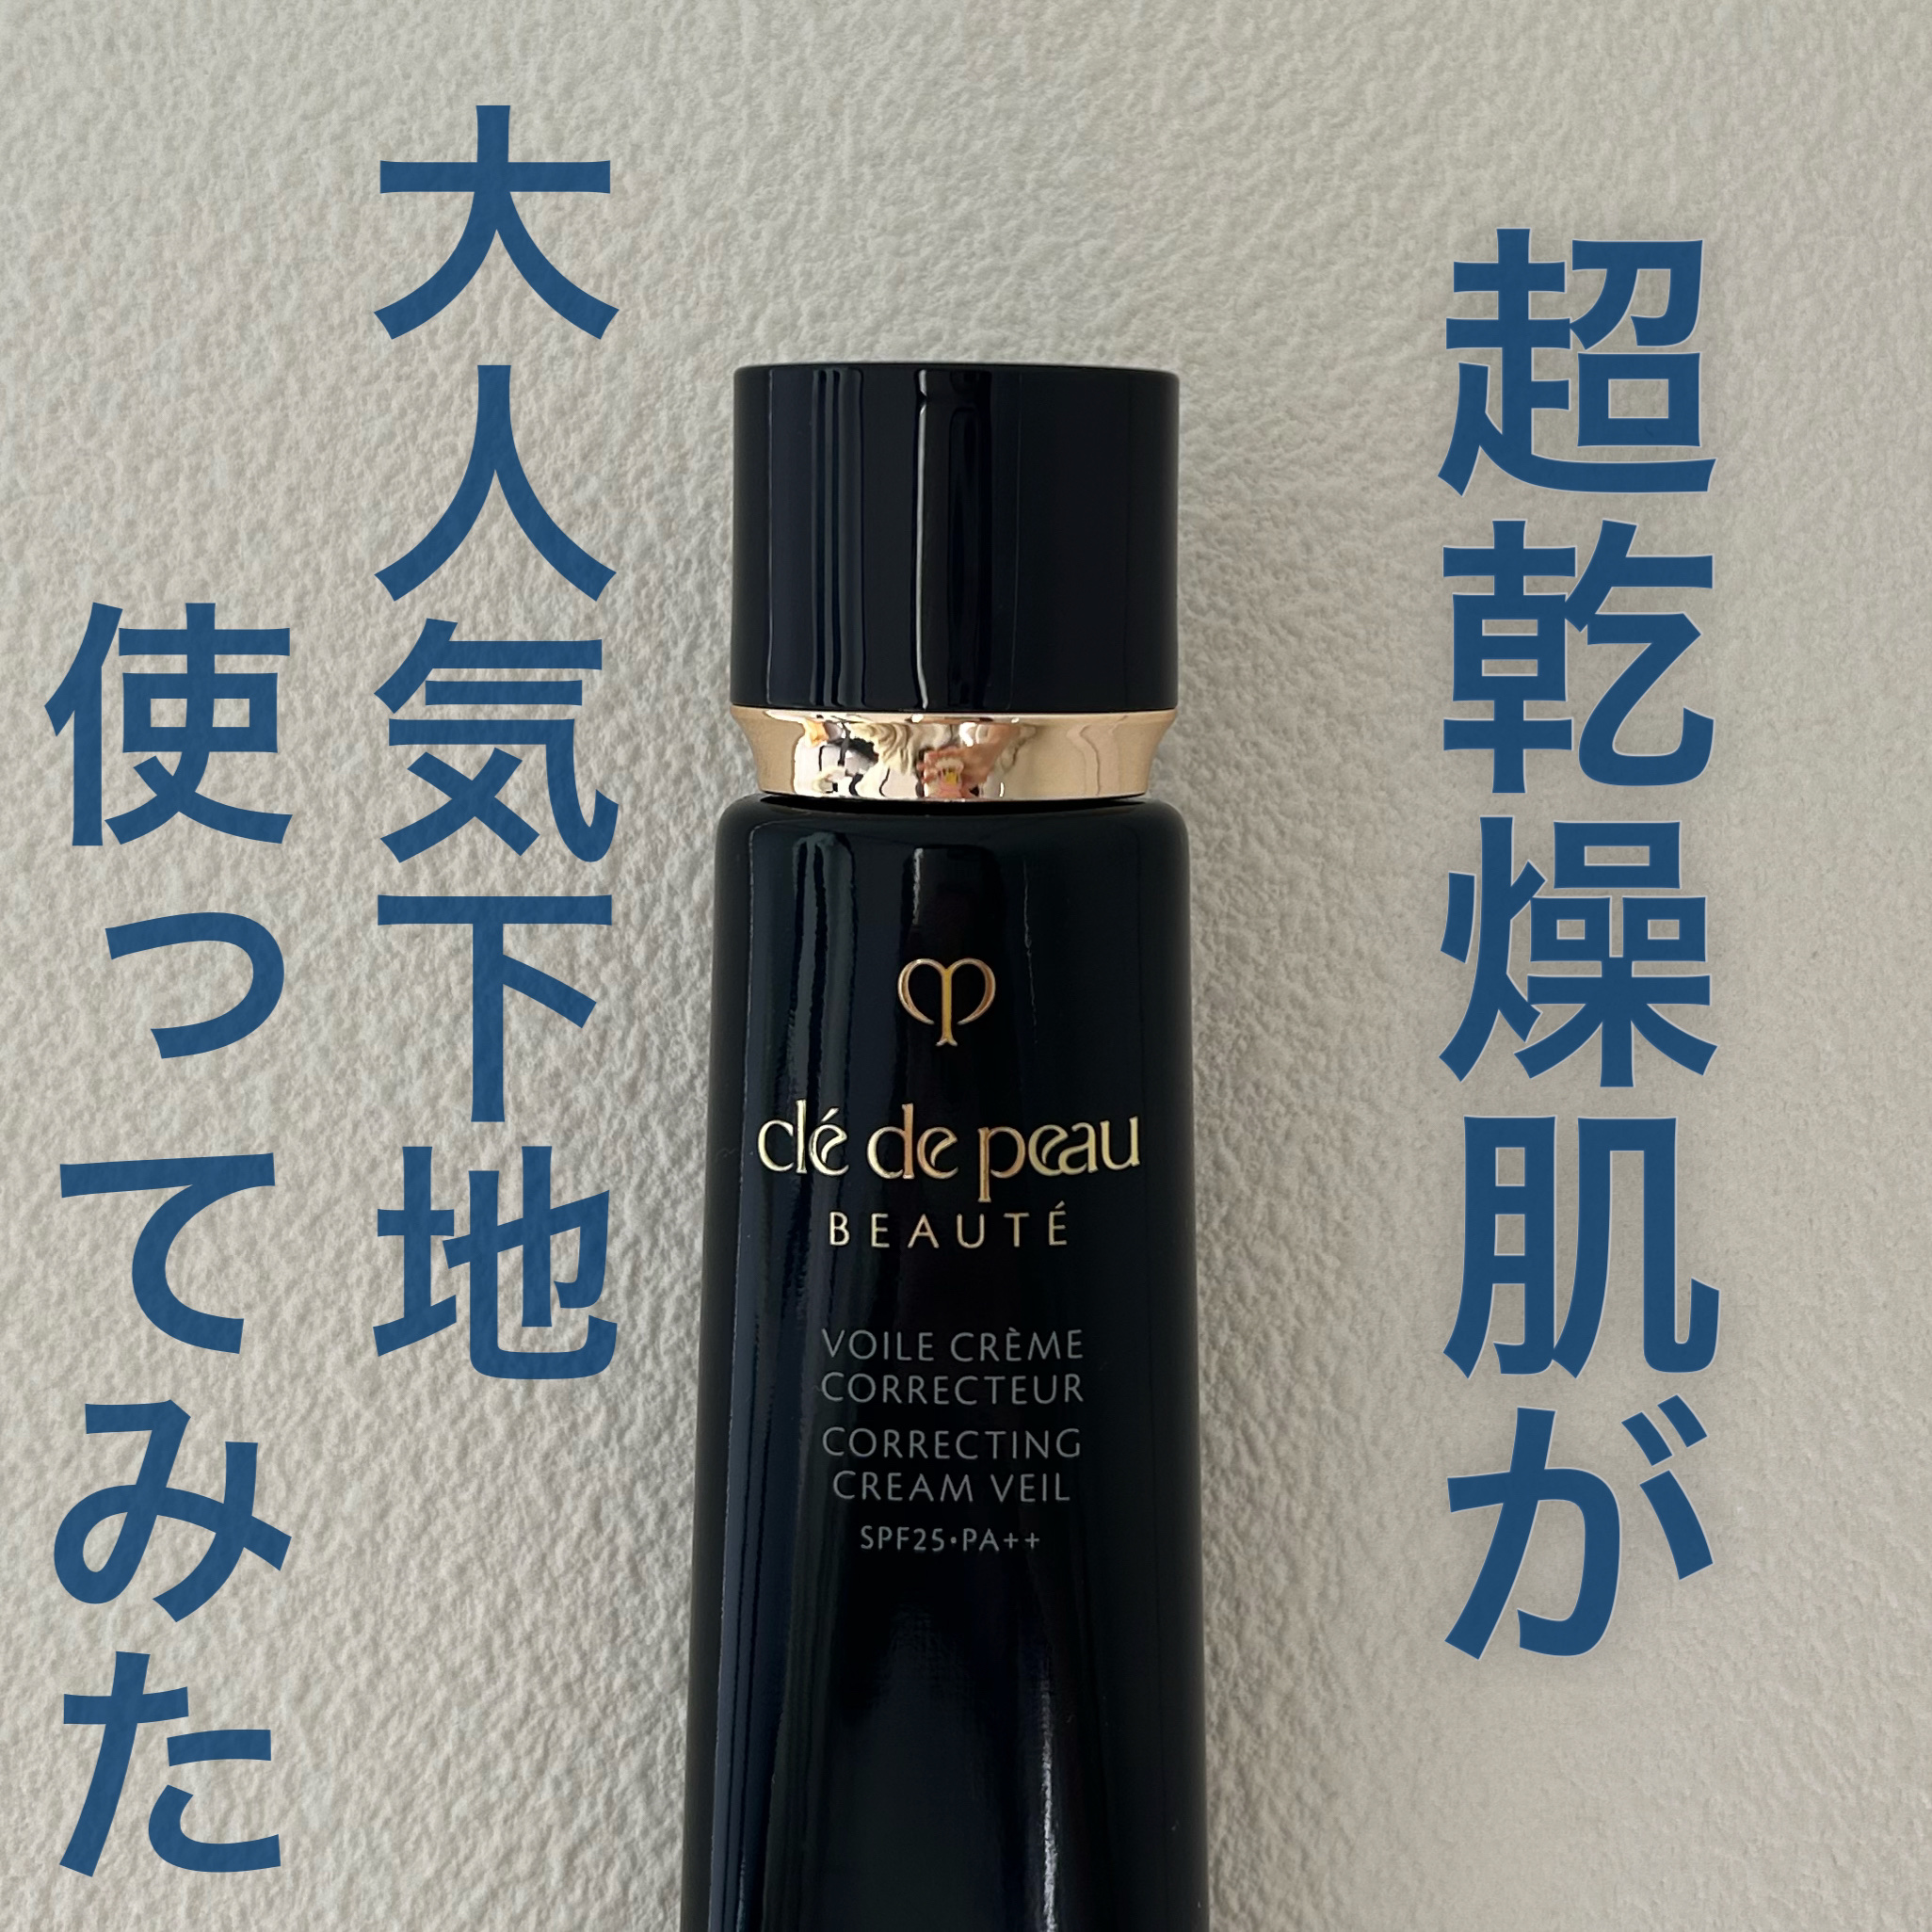 超乾燥肌が
大人気下地
使ってみた
clé de peau
BEAUTÉ
VOILE CRÈME
CORRECTEUR
CORRECTING
CREAM VEIL
SPF25•PA++